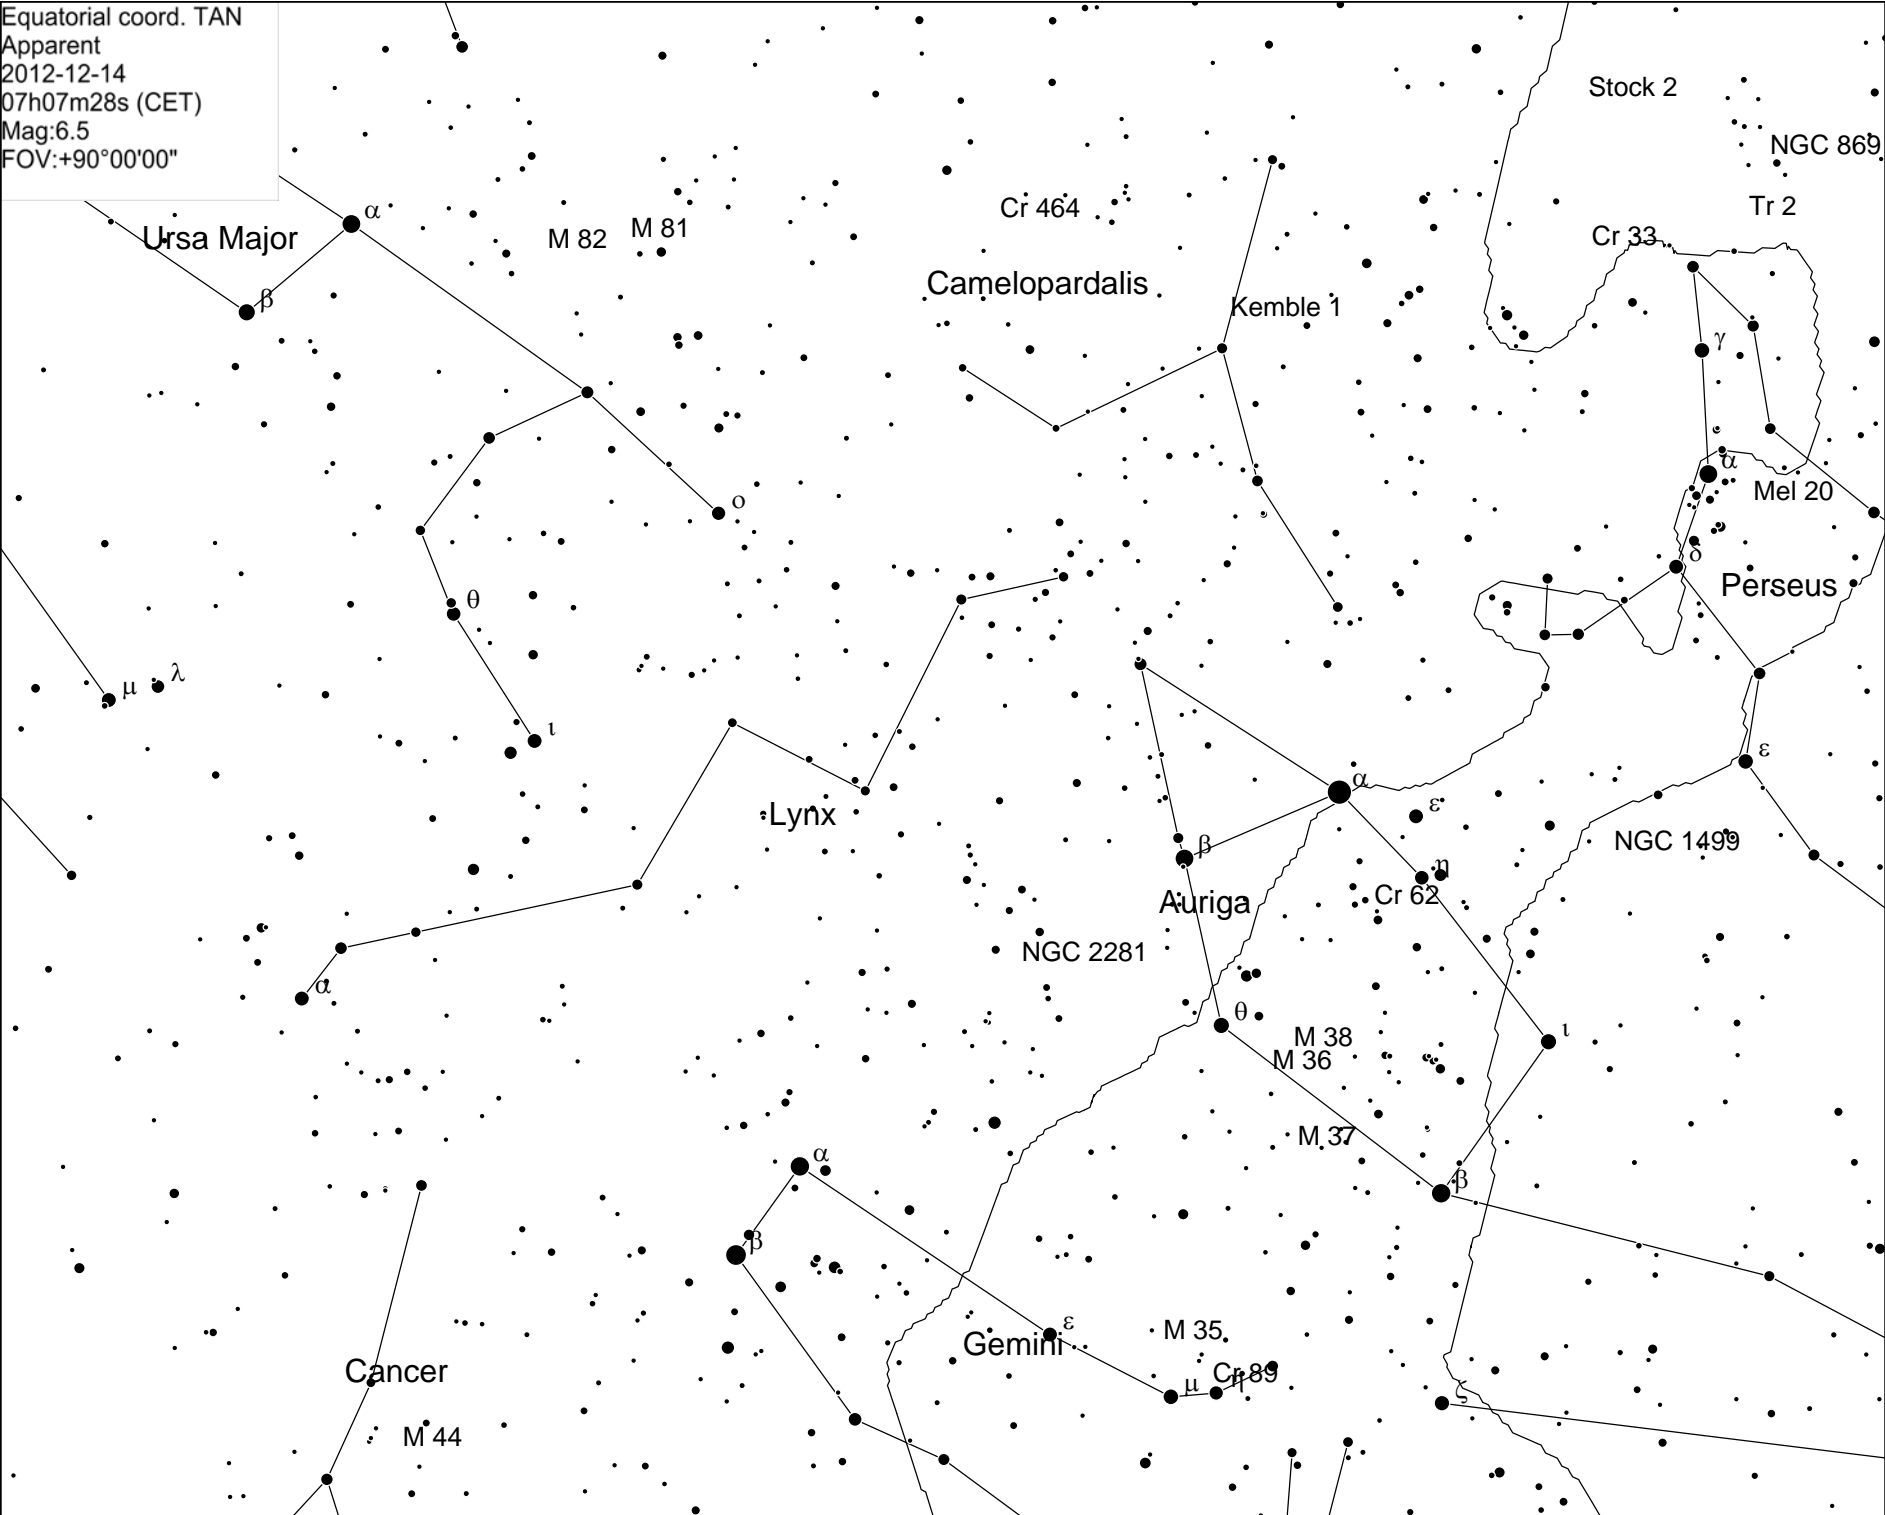 Equatorial coord. TAN
Apparent
2012-12-14
07h07m28s (CET)
Mag:6.5
FOV:+90°00'00"
Stock 2
NGC 869
Cr 464
Tr 2
α
Ursa Major
M 82
M 81
Cr 33
Camelopardalis
β
Kemble 1
γ
α
Mel 20
ο
δ
Perseus
θ
μ
λ
ι
ε
α
ε
Lynx
NGC 1499
β
η
Cr 62
Auriga
NGC 2281
α
θ
M 38
ι
M 36
M 37
α
β
β
ε
M 35
Gemini
Cancer
Cr 89
η
μ
ζ
M 44